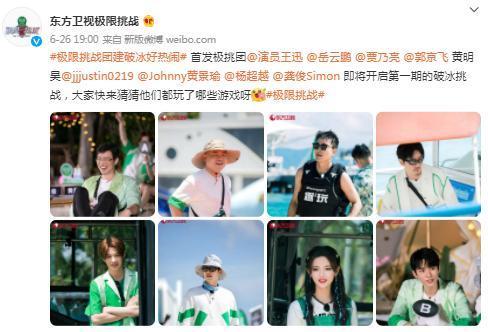 东方卫视极限挑战
6-26 19:00 来自 新版微博 weibo.com
#极限挑战团建破冰好热闹# 首发极挑团@演员王迅 @岳云鹏 @贾乃亮 @郭京飞 黄明
昊@jjjustin0219 @Johnny黄景瑜 @杨超越 @龚俊Simon 即将开启第一期的破冰挑
战，大家快来猜猜他们都玩了哪些游戏呀 #极限挑战#
8